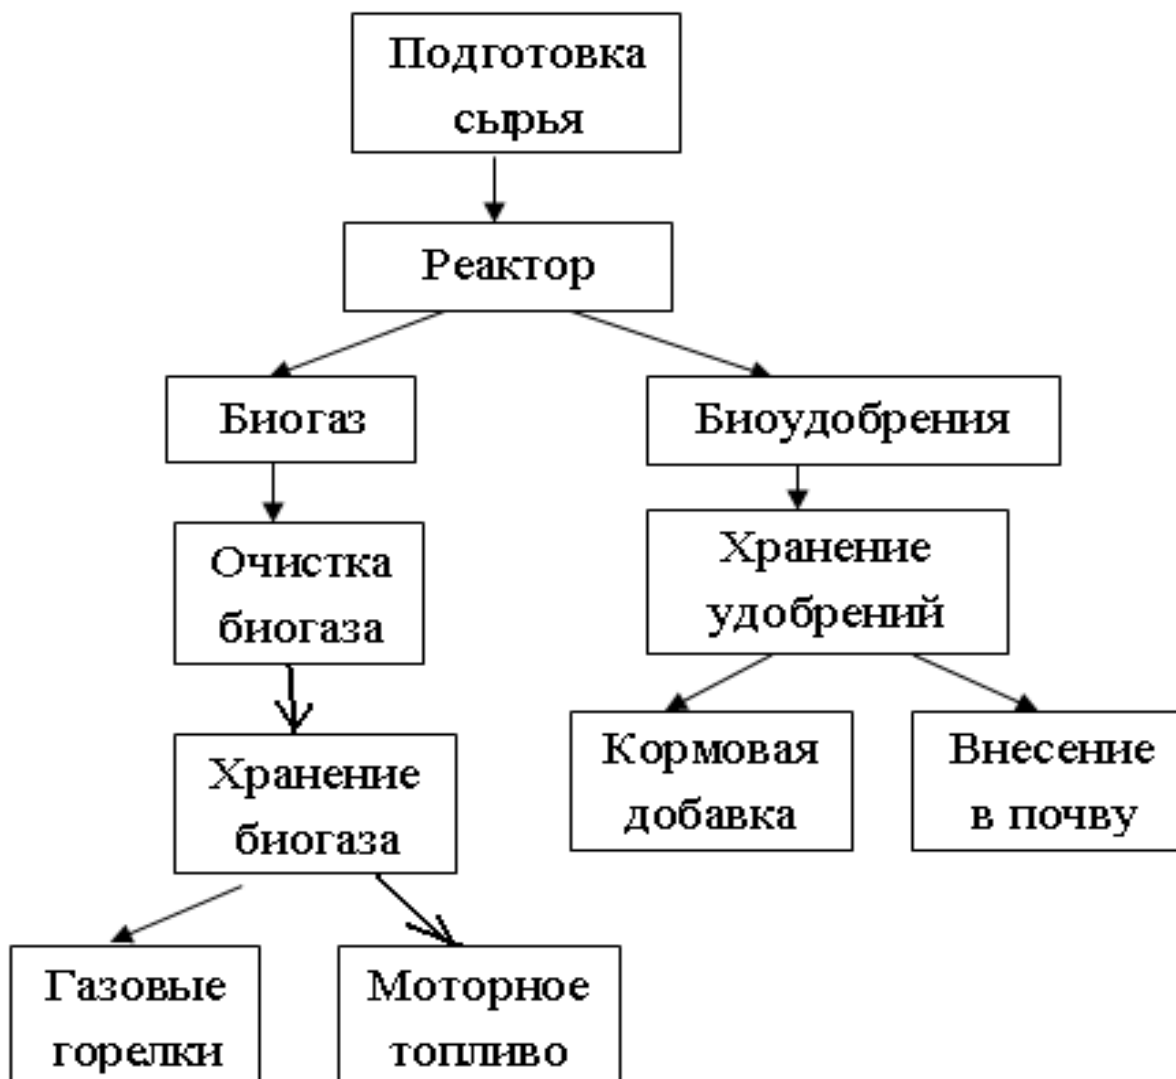 Подготовка
сырья
Реактор
Биогаз
Биоудобрения
Очистка
биогаза
Хранение
удобрений
Хранение
биогаза
Кормовая
добавка
Внесение
в почву
Газовые
горелки
Моторное
топливо